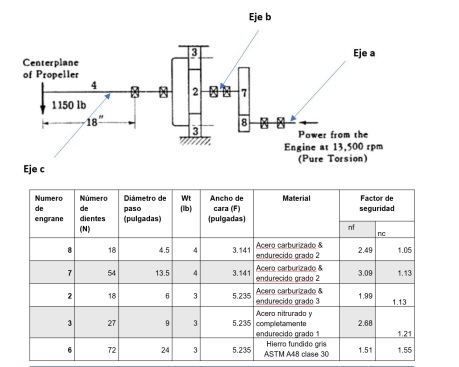 Eje b
Eje a
Centerplane
of Propeller
3
4
2
7
1150 lb
18"
8
3
Power from the
Engine at 13,500 rpm
(Pure Torsion)
Eje c
Numero de engrane | Número de dientes (N) | Diámetro de paso (pulgadas) | Wt (lb) | Ancho de cara (F) (pulgadas) | Material | Factor de seguridad
nf | nc
8 | 18 | 4.5 | 4 | 3.141 | Acero carburizado & endurecido grado 2 | 2.49 | 1.05
7 | 54 | 13.5 | 4 | 3.141 | Acero carburizado & endurecido grado 2 | 3.09 | 1.13
2 | 18 | 6 | 3 | 5.235 | Acero carburizado & endurecido grado 3 | 1.99 | 1.13
3 | 27 | 9 | 3 | 5.235 | Acero nitrurado y completamente endurecido grado 1 | 2.68 | 1.21
6 | 72 | 24 | 3 | 5.235 | Hierro fundido gris ASTM A48 clase 30 | 1.51 | 1.55